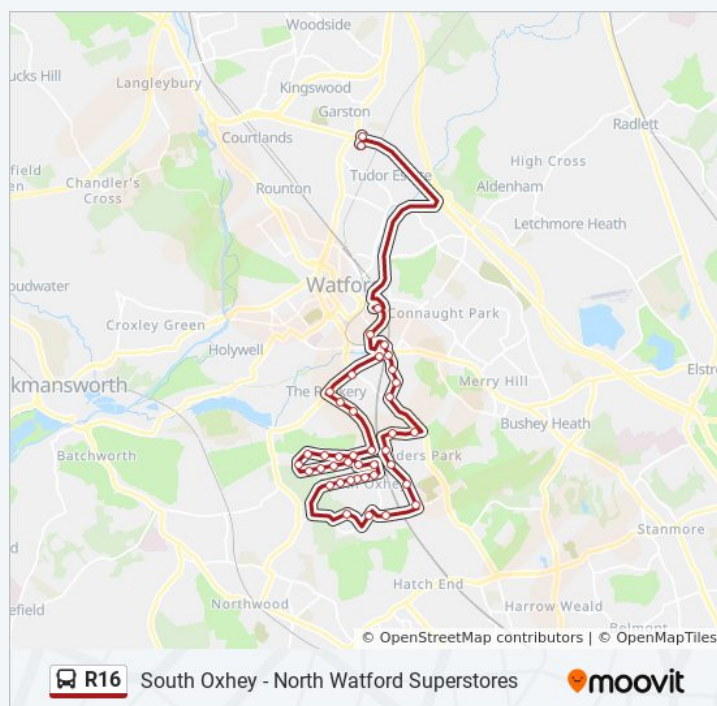 Woodside
ucks Hill
Kingswood
Langleybury
Garston
Radlett
Courtlands
High Cross
field
Chandler's
Cross
Tudor Estate
Aldenham
Rounton
Letchmore Heath
oudwater
Watford
Connaught Park
Croxley Green
Holywell
Elstre
kmansworth
The Rookery
Merry Hill
Bushey Heath
Batchworth
ders Park
Oxhey
Stanmore
Hatch End
Northwood
Harrow Weald
efield
Belmont
© OpenStreetMap contributors | © OpenMapTiles
R16
South Oxhey - North Watford Superstores
moovit